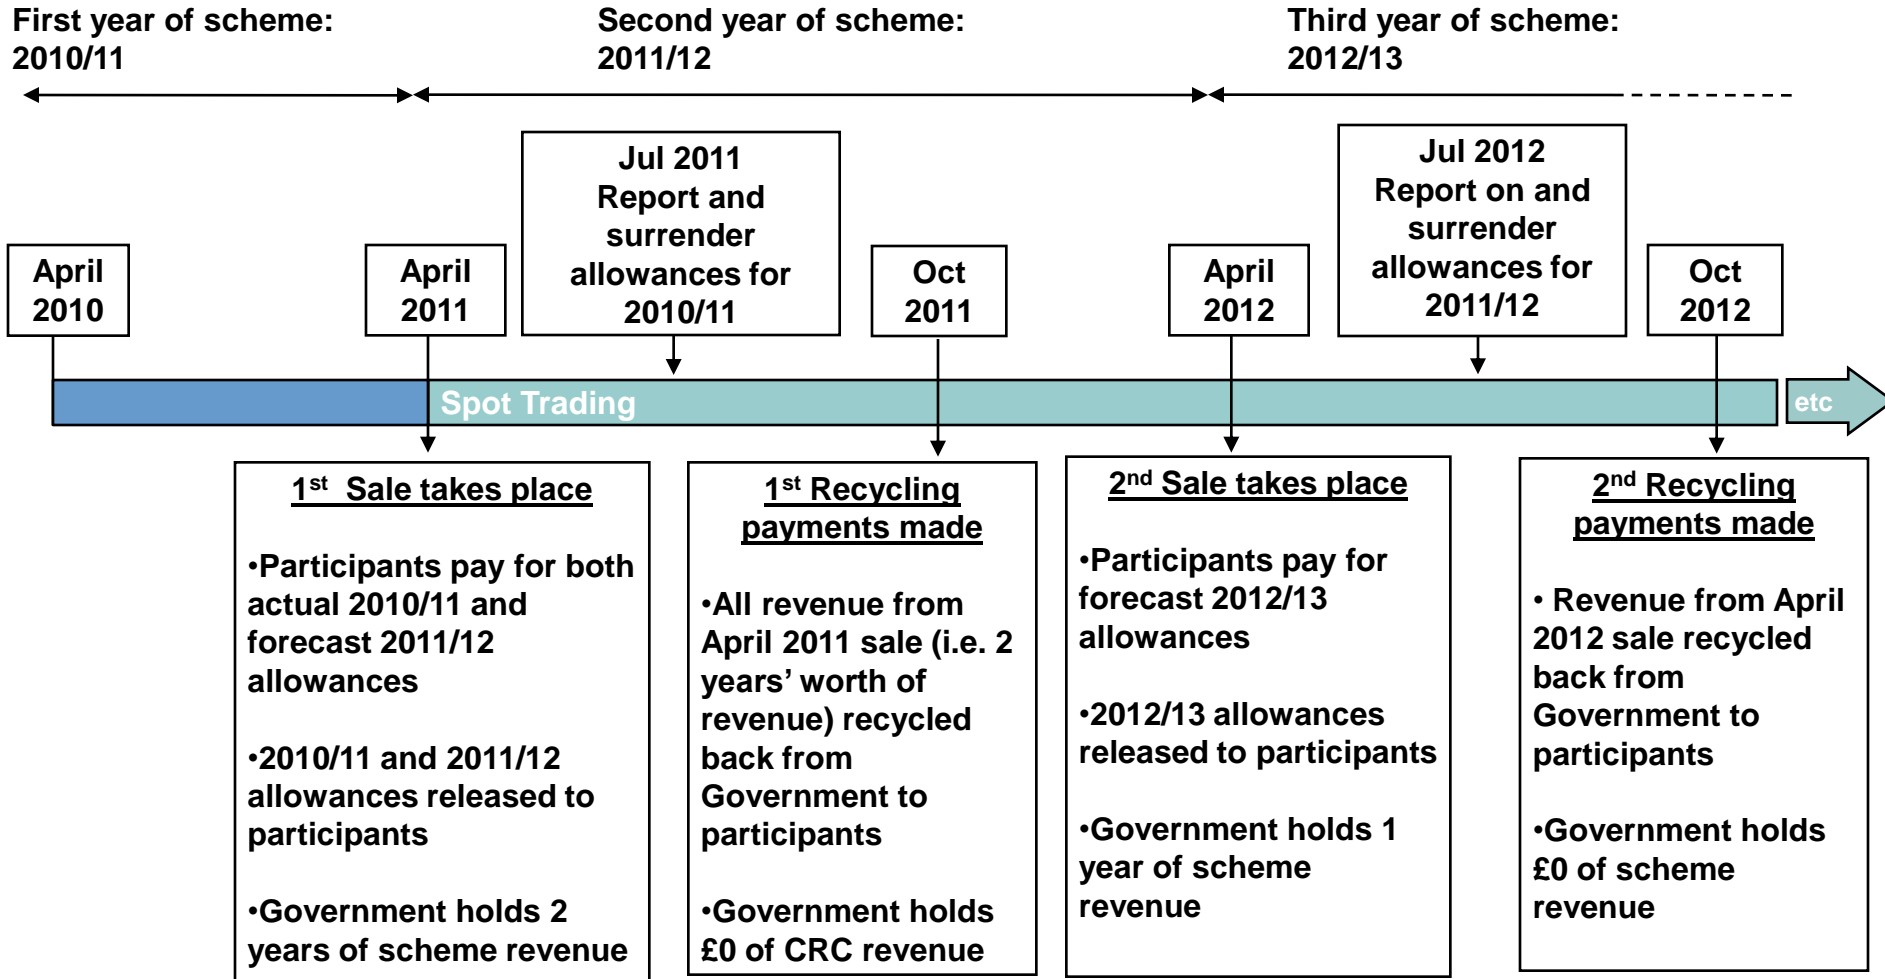 First year of scheme:
2010/11
Second year of scheme:
2011/12
Third year of scheme:
2012/13
April
2010
April
2011
Jul 2011
Report and
surrender
allowances for
2010/11
Oct
2011
April
2012
Jul 2012
Report on and
surrender
allowances for
2011/12
Oct
2012
Spot Trading
etc
1st  Sale takes place
•Participants pay for both
actual 2010/11 and
forecast 2011/12
allowances
•2010/11 and 2011/12
allowances released to
participants
•Government holds 2
years of scheme revenue
1st Recycling
payments made
•All revenue from
April 2011 sale (i.e. 2
years’ worth of
revenue) recycled
back from
Government to
participants
•Government holds
£0 of CRC revenue
2nd Sale takes place
•Participants pay for
forecast 2012/13
allowances
•2012/13 allowances
released to participants
•Government holds 1
year of scheme
revenue
2nd Recycling
payments made
• Revenue from April
2012 sale recycled
back from
Government to
participants
•Government holds
£0 of scheme
revenue